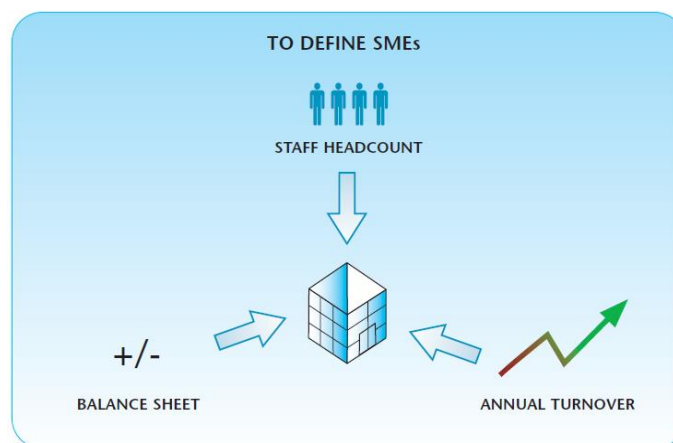 TO DEFINE SMEs
STAFF HEADCOUNT
+/-
BALANCE SHEET
ANNUAL TURNOVER